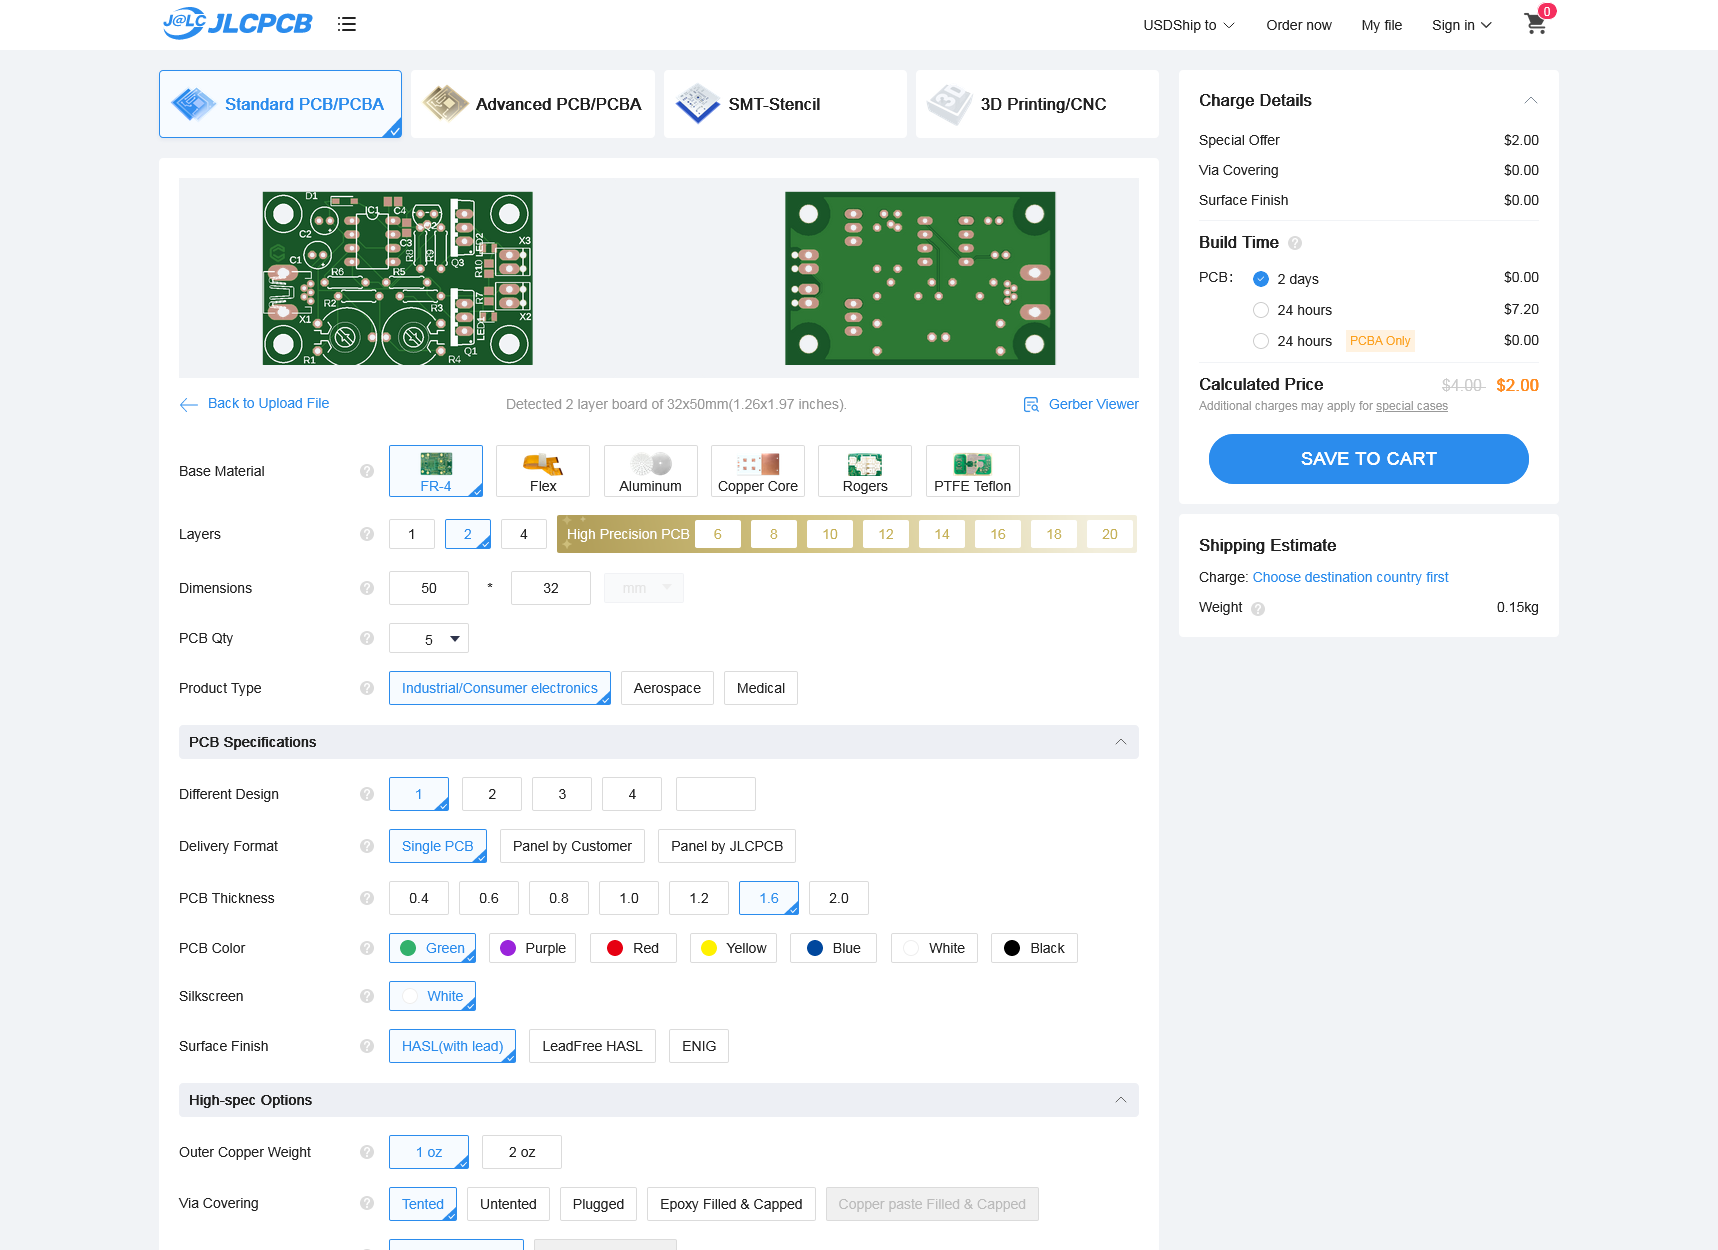 J@LC JLCPCB
USDShip to
Order now
My file
Sign in
0
Standard PCB/PCBA
Advanced PCB/PCBA
SMT-Stencil
3D Printing/CNC
D1
IC1
C4
C2
Q2
C3
R8
R9
LED2
X3
C1
Q3
R10
R6
R5
R2
R3
R7
X1
X2
LED1
R1
R4
Q1
Back to Upload File
Detected 2 layer board of 32x50mm(1.26x1.97 inches).
Gerber Viewer
Base Material ?
FR-4
Flex
Aluminum
Copper Core
Rogers
PTFE Teflon
Layers ? 1 2 4 High Precision PCB 6 8 10 12 14 16 18 20
Dimensions ? 50 * 32 mm
PCB Qty ? 5
Product Type ? Industrial/Consumer electronics Aerospace Medical
PCB Specifications
Different Design ? 1 2 3 4
Delivery Format ? Single PCB Panel by Customer Panel by JLCPCB
PCB Thickness ? 0.4 0.6 0.8 1.0 1.2 1.6 2.0
PCB Color ? Green Purple Red Yellow Blue White Black
Silkscreen ? White
Surface Finish ? HASL(with lead) LeadFree HASL ENIG
High-spec Options
Outer Copper Weight ? 1 oz 2 oz
Via Covering ? Tented Untented Plugged Epoxy Filled & Capped Copper paste Filled & Capped
Charge Details
Special Offer $2.00
Via Covering $0.00
Surface Finish $0.00
Build Time ?
PCB: 2 days $0.00
24 hours $7.20
24 hours PCBA Only $0.00
Calculated Price $4.00 $2.00
Additional charges may apply for special cases
SAVE TO CART
Shipping Estimate
Charge: Choose destination country first
Weight ? 0.15kg